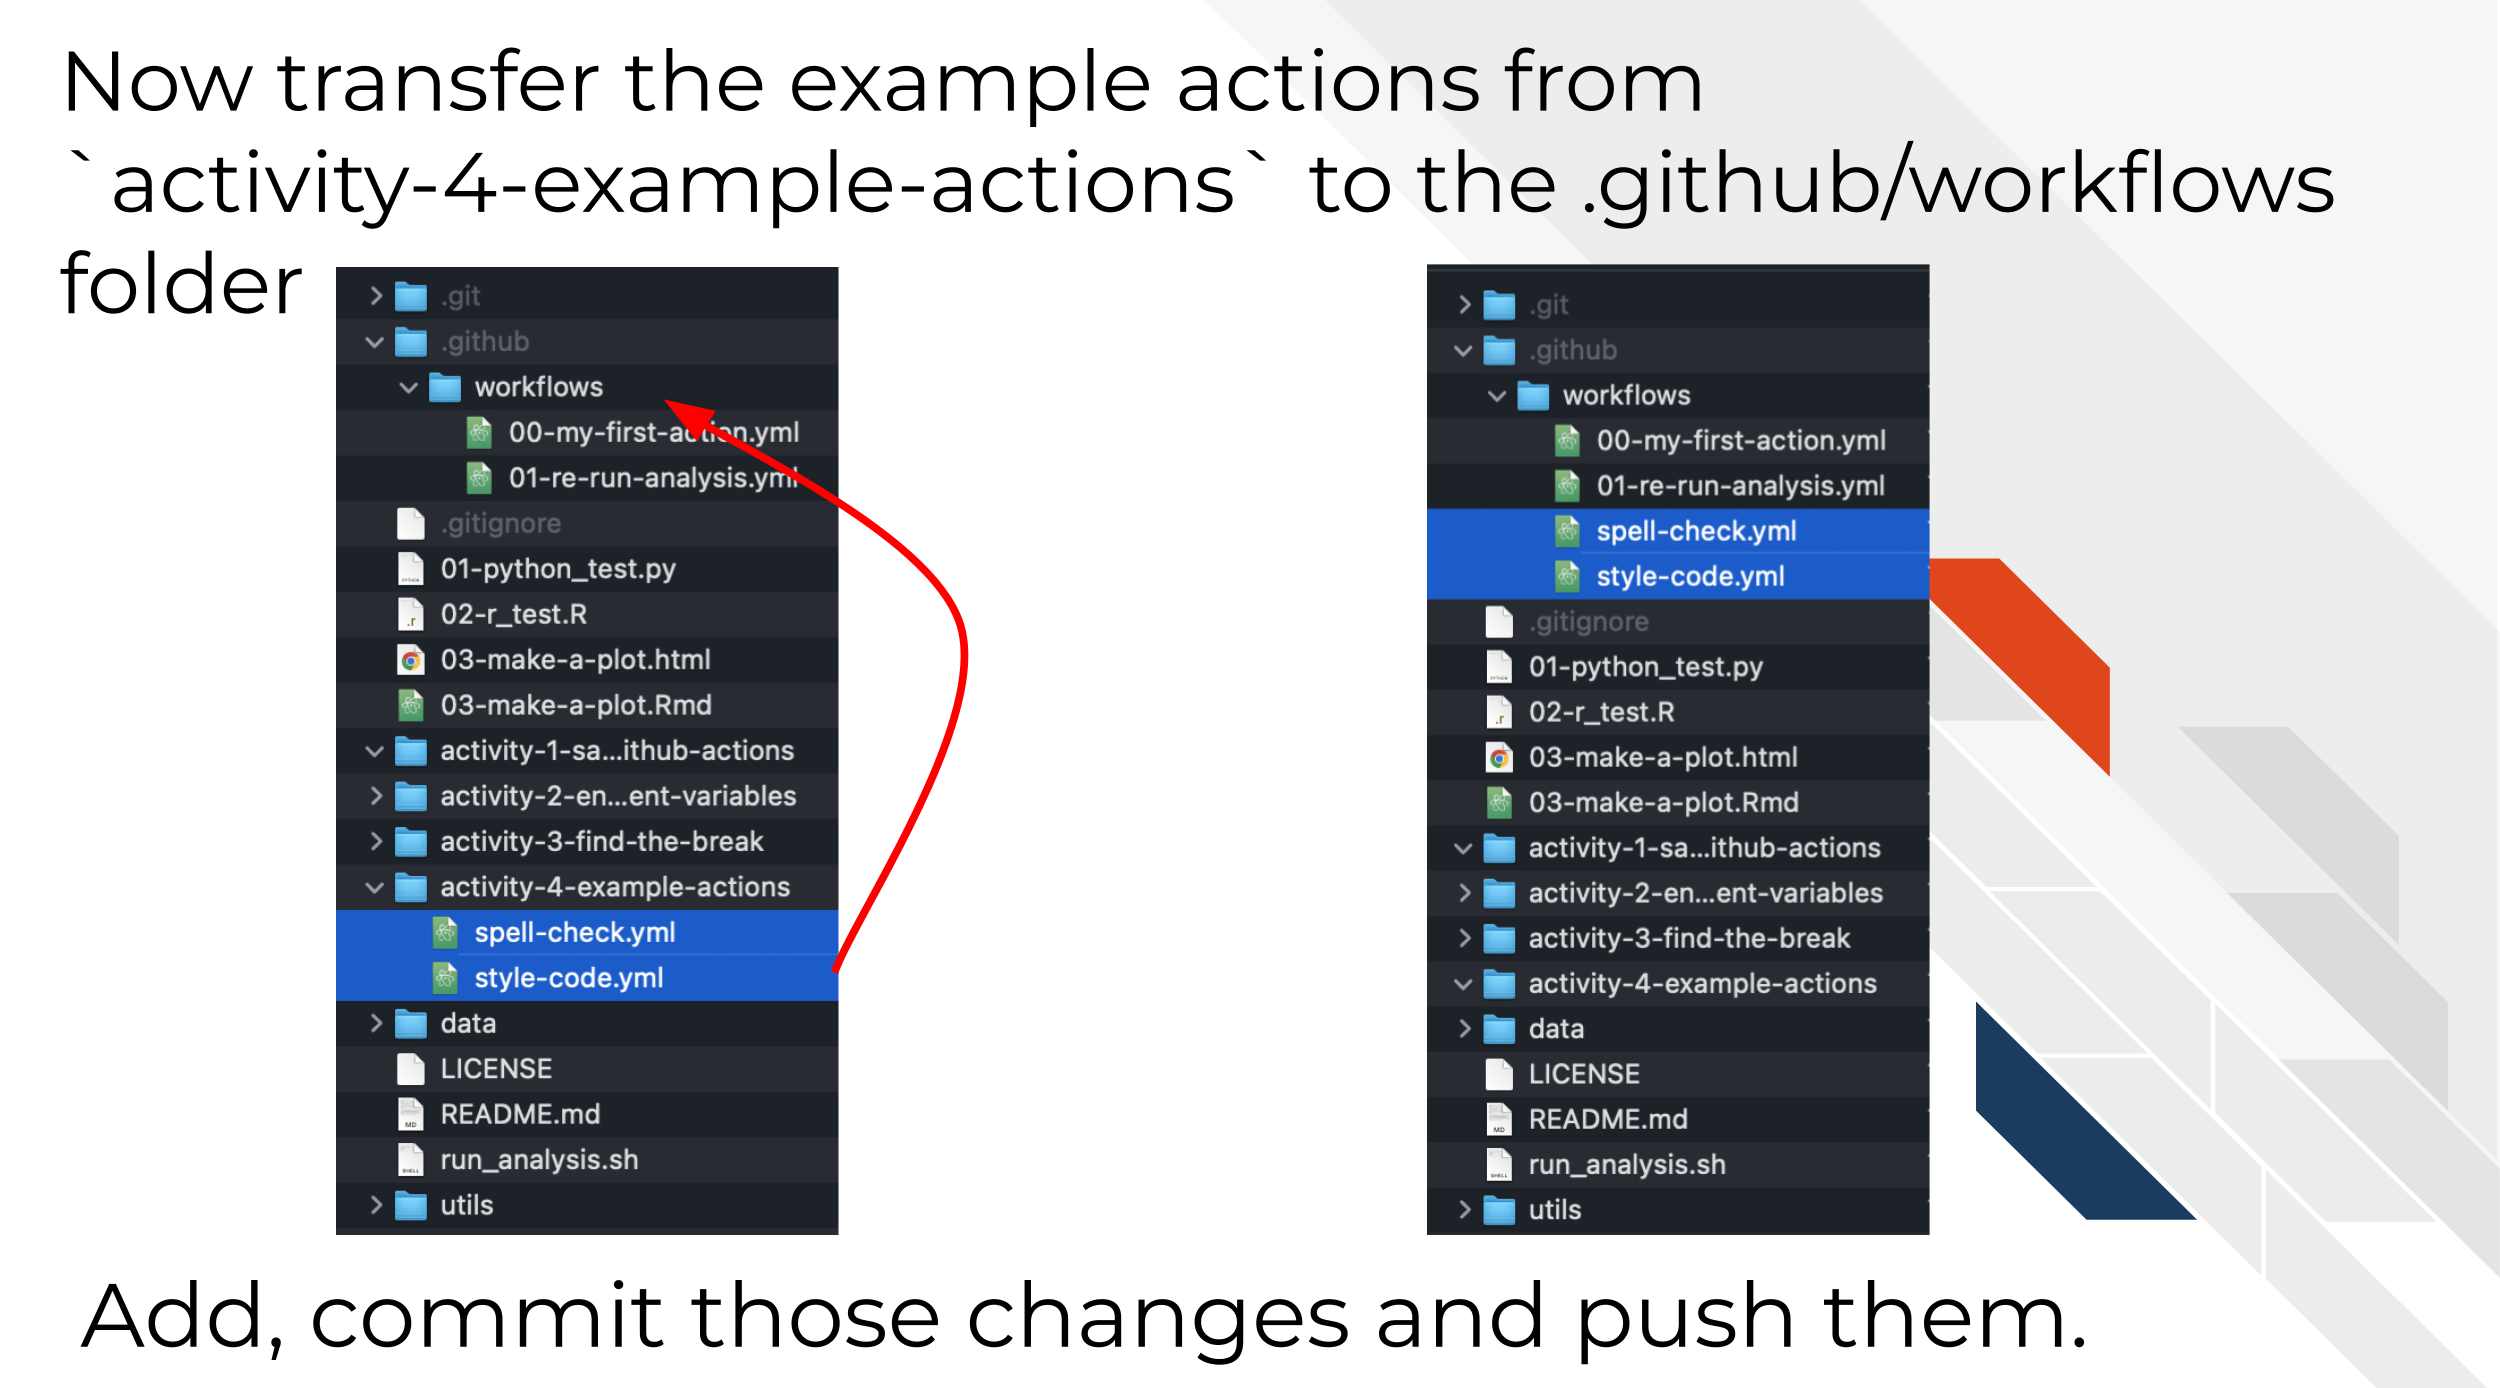 Now transfer the example actions from
`activity-4-example-actions` to the .github/workflows
folder
.git
.github
workflows
00-my-first-action.yml
01-re-run-analysis.yml
.gitignore
01-python_test.py
02-r_test.R
03-make-a-plot.html
03-make-a-plot.Rmd
activity-1-sa...ithub-actions
activity-2-en...ent-variables
activity-3-find-the-break
activity-4-example-actions
spell-check.yml
style-code.yml
data
LICENSE
README.md
run_analysis.sh
utils
.git
.github
workflows
00-my-first-action.yml
01-re-run-analysis.yml
spell-check.yml
style-code.yml
.gitignore
01-python_test.py
02-r_test.R
03-make-a-plot.html
03-make-a-plot.Rmd
activity-1-sa...ithub-actions
activity-2-en...ent-variables
activity-3-find-the-break
activity-4-example-actions
data
LICENSE
README.md
run_analysis.sh
utils
Add, commit those changes and push them.